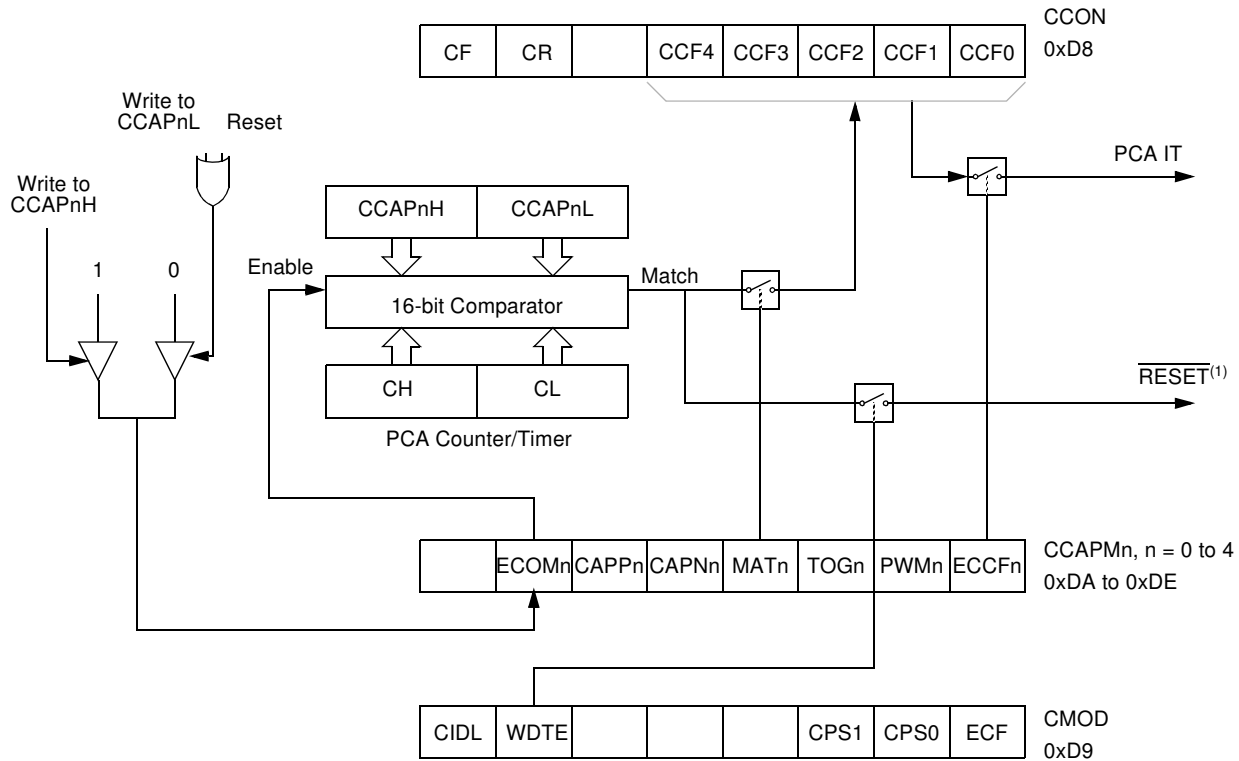 CCON
CF CR CCF4 CCF3 CCF2 CCF1 CCF0
0xD8
Write to
CCAPnL
Reset
PCA IT
Write to
CCAPnH
CCAPnH CCAPnL
1
0
Enable
Match
16-bit Comparator
RESET(1)
CH CL
PCA Counter/Timer
ECOMn CAPPn CAPNn MATn TOGn PWMn ECCFn
CCAPMn, n = 0 to 4
0xDA to 0xDE
CIDL WDTE CPS1 CPS0 ECF
CMOD
0xD9